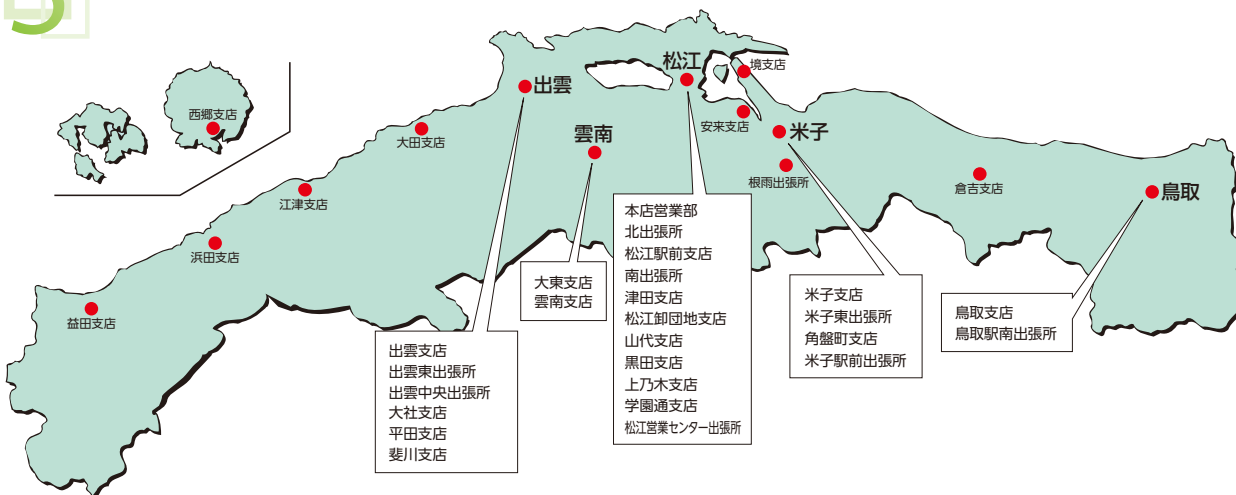 西郷支店
出雲
松江
境支店
大田支店
雲南
安来支店
米子
根雨出張所
倉吉支店
鳥取
江津支店
浜田支店
益田支店
出雲支店
出雲東出張所
出雲中央出張所
大社支店
平田支店
斐川支店
大東支店
雲南支店
本店営業部
北出張所
松江駅前支店
南出張所
津田支店
松江卸団地支店
山代支店
黒田支店
上乃木支店
学園通支店
松江営業センター出張所
米子支店
米子東出張所
角盤町支店
米子駅前出張所
鳥取支店
鳥取駅南出張所